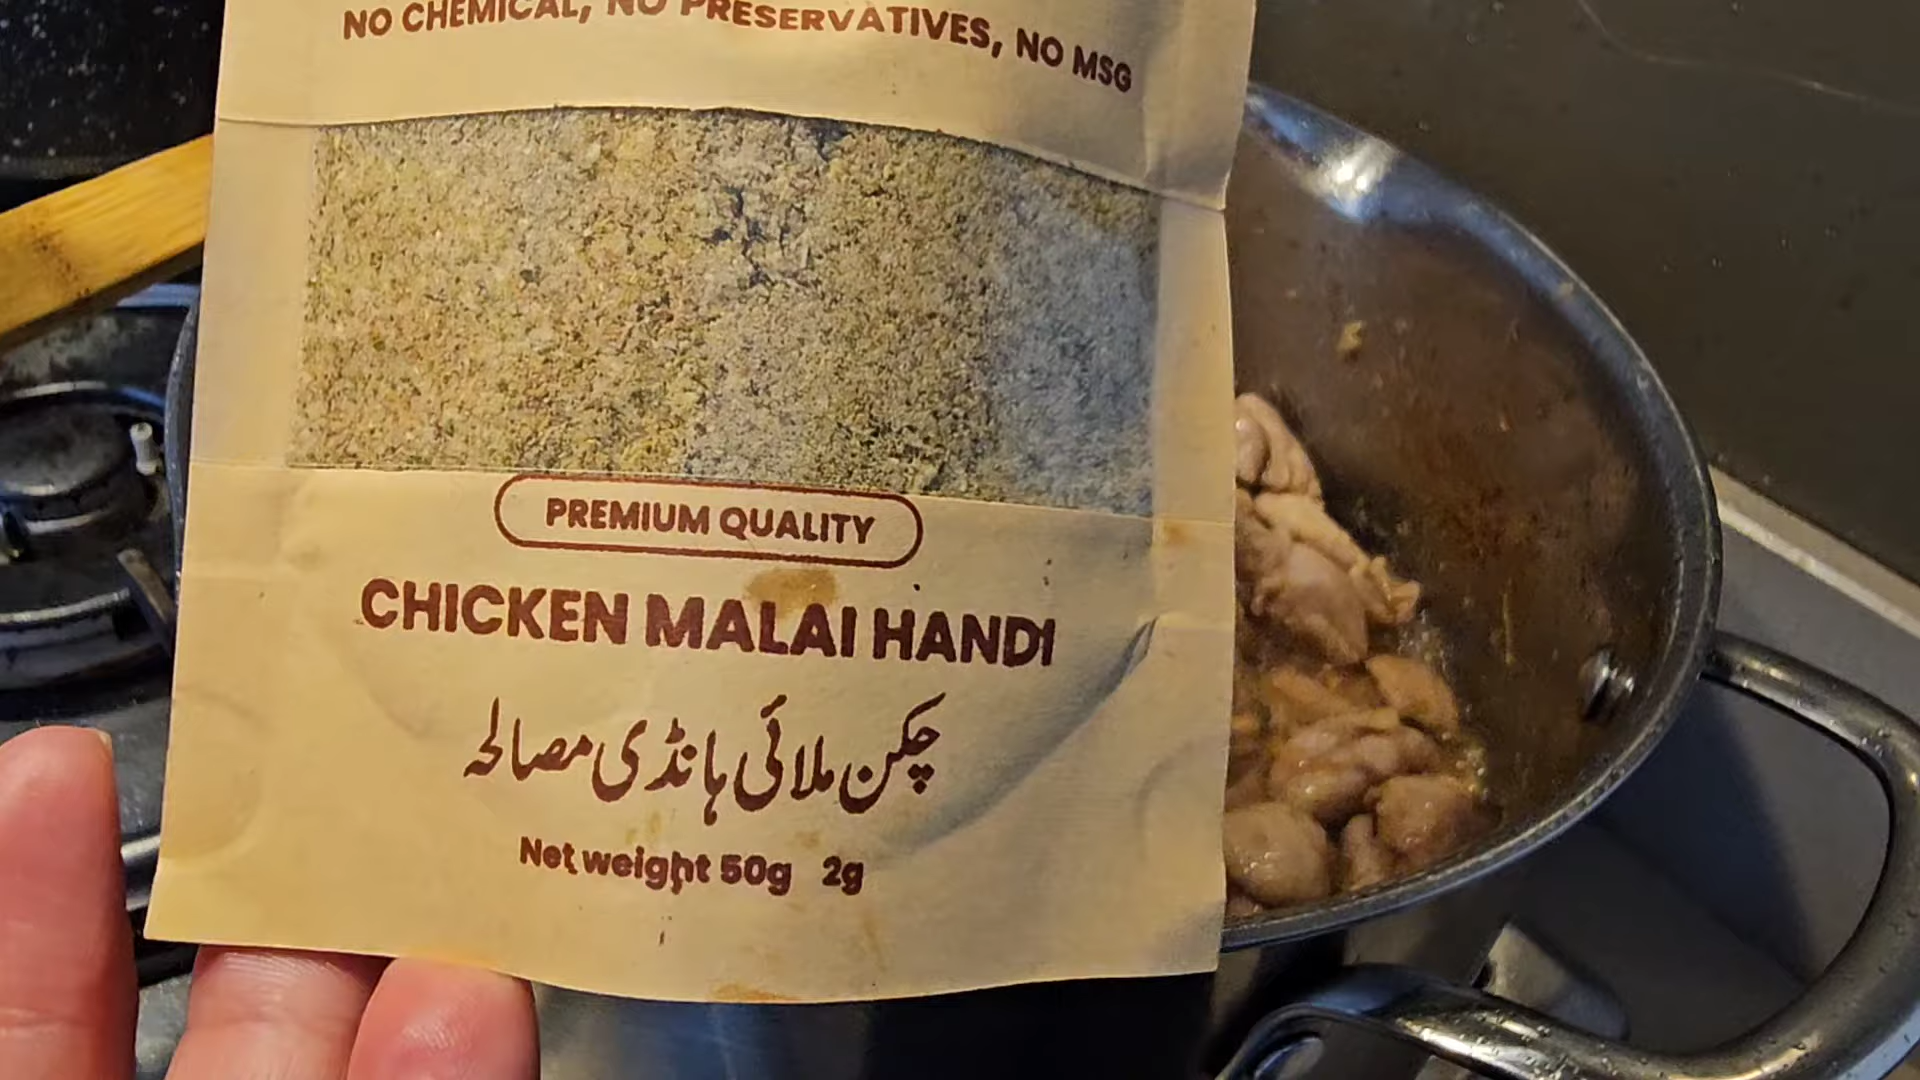 NO CHEMICAL, NO PRESERVATIVES, NO MSG
PREMIUM QUALITY
CHICKEN MALAI HANDI
چکن ملائی ہانڈی مصالحہ
Net weight 50g 2g